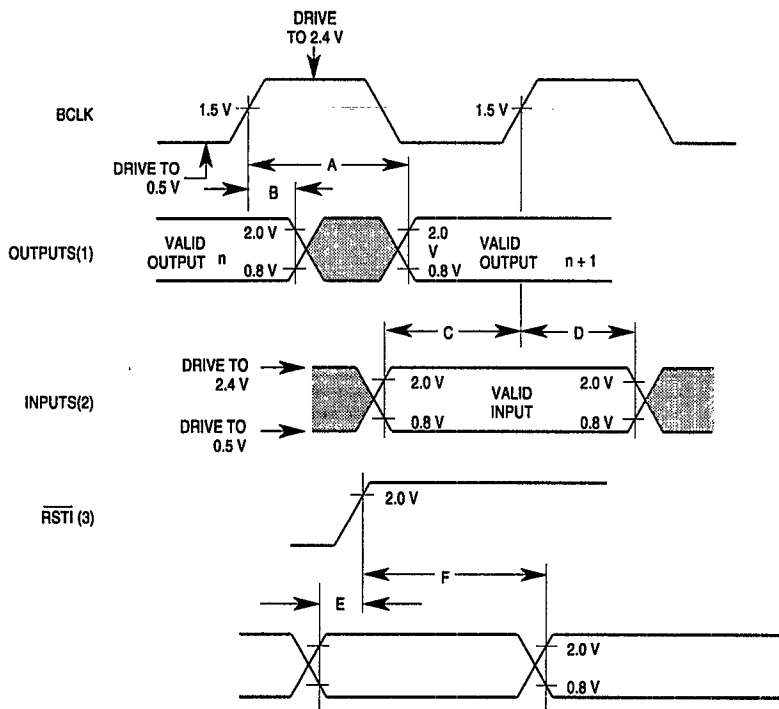 DRIVE
TO 2.4 V
BCLK
1.5 V
1.5 V
DRIVE TO
0.5 V
A
B
OUTPUTS(1)
VALID
OUTPUT n
2.0 V
0.8 V
2.0
V
0.8 V
VALID
OUTPUT n + 1
C
D
INPUTS(2)
DRIVE TO
2.4 V
DRIVE TO
0.5 V
2.0 V
0.8 V
VALID
INPUT
2.0 V
0.8 V
RSTI (3)
2.0 V
F
E
2.0 V
0.8 V